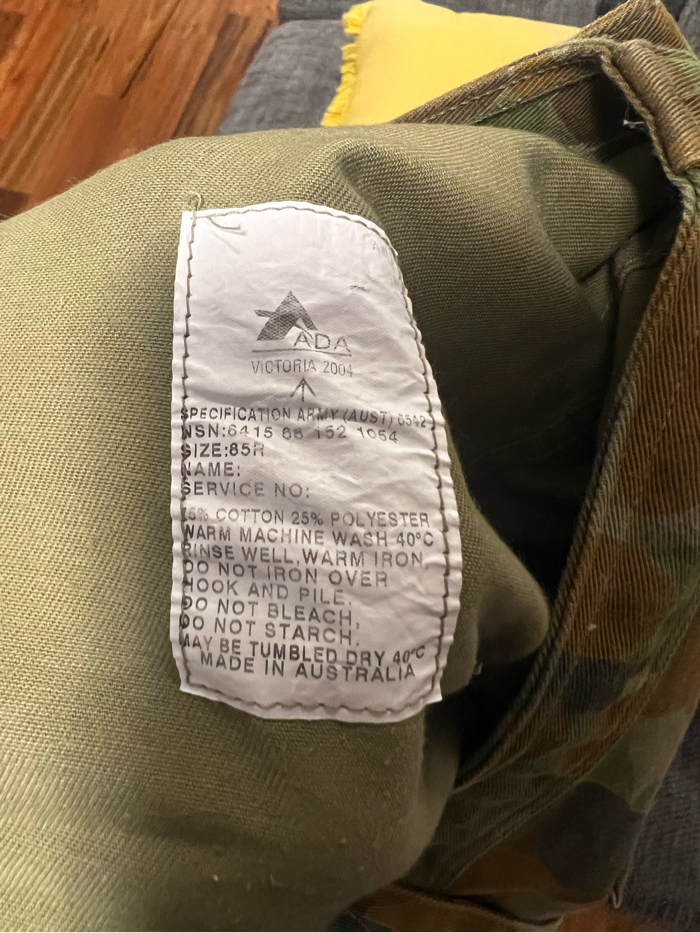 ADA
VICTORIA 2004
SPECIFICATION ARMY (AUST) 6542
NSN:8415 66 152 1054
SIZE:85R
NAME:
SERVICE NO:
5% COTTON 25% POLYESTER
WARM MACHINE WASH 40°C
RINSE WELL, WARM IRON,
DO NOT IRON OVER
HOOK AND PILE,
DO NOT BLEACH,
DO NOT STARCH.
MAY BE TUMBLED DRY 40°C
MADE IN AUSTRALIA